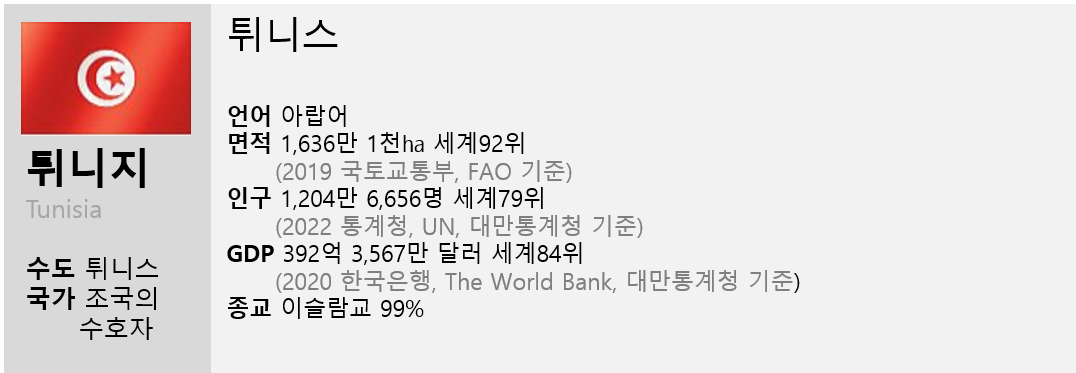 튀니지
Tunisia
수도 튀니스
국가 조국의
수호자
튀니스
언어 아랍어
면적 1,636만 1천ha 세계92위
(2019 국토교통부, FAO 기준)
인구 1,204만 6,656명 세계79위
(2022 통계청, UN, 대만통계청 기준)
GDP 392억 3,567만 달러 세계84위
(2020 한국은행, The World Bank, 대만통계청 기준)
종교 이슬람교 99%